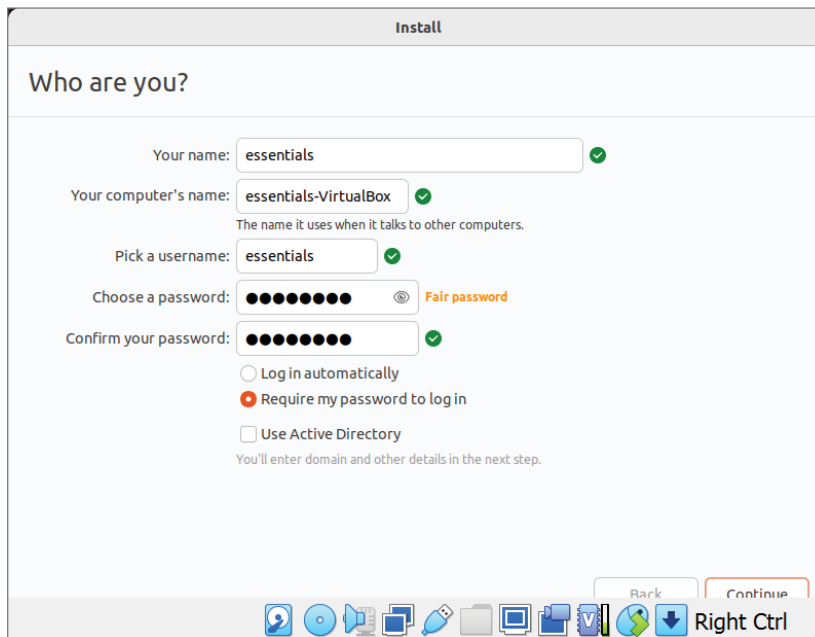 Install
Who are you?
Your name: essentials
Your computer's name: essentials-VirtualBox
The name it uses when it talks to other computers.
Pick a username: essentials
Choose a password: ●●●●●●●● Fair password
Confirm your password: ●●●●●●●●
Log in automatically
Require my password to log in
Use Active Directory
You'll enter domain and other details in the next step.
Back Continue
Right Ctrl